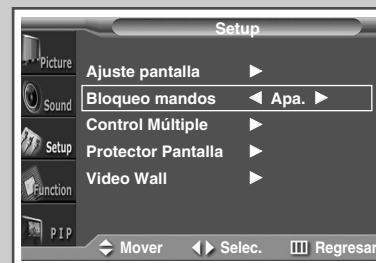 Setup
Picture
Sound
Setup
Function
PIP
Ajuste pantalla
Bloqueo mandos Apa.
Control Múltiple
Protector Pantalla
Video Wall
Mover Selec. Regresar